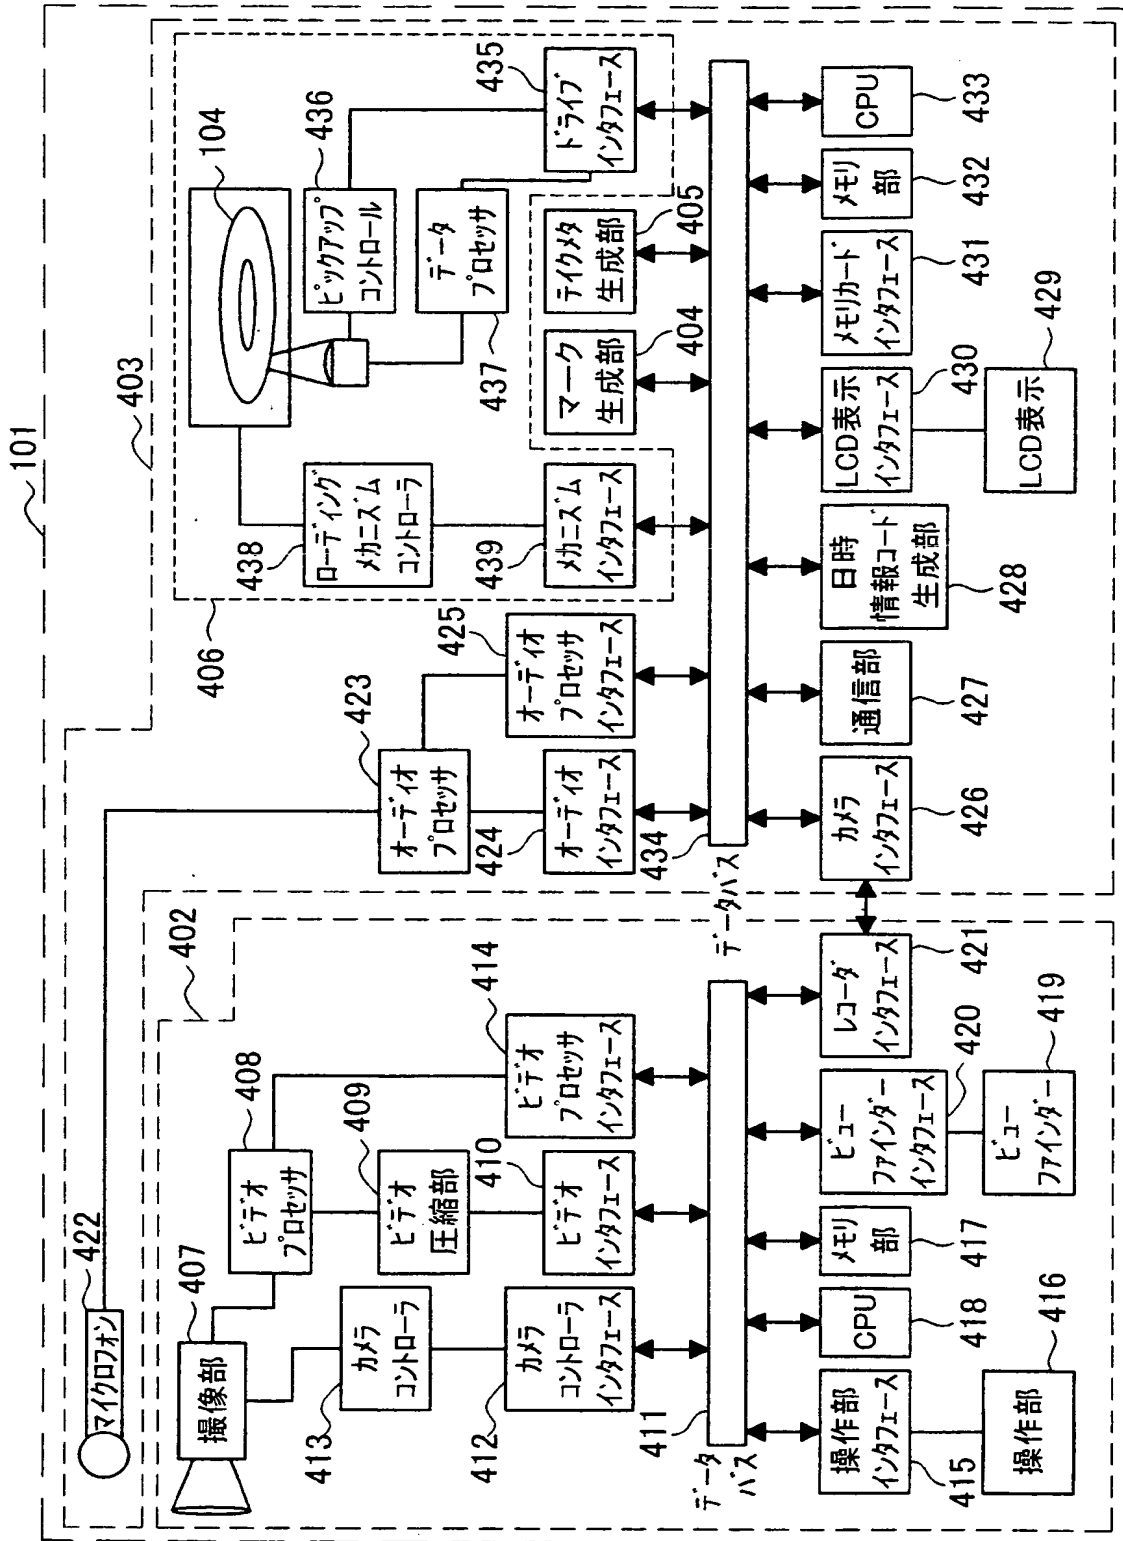 101
422
マイクロフォン
402
407
撮像部
408
ビデオ
プロセッサ
413
カメラ
コントローラ
409
ビデオ
圧縮部
412
カメラ
コントローラ
インタフェース
410
ビデオ
インタフェース
414
ビデオ
プロセッサ
インタフェース
411
データ
バス
操作部
インタフェース
415
操作部
416
CPU
418
メモリ
部
417
ビュー
ファインダー
インタフェース
420
ビュー
ファインダー
419
レコーダ
インタフェース
421
403
406
423
オーディオ
プロセッサ
424
オーディオ
インタフェース
425
オーディオ
プロセッサ
インタフェース
438
ローディング
メカニズム
コントローラ
439
メカニズム
インタフェース
104
436
ピックアップ
コントロール
データ
プロセッサ
437
435
ドライブ
インタフェース
マーク
生成部
404
テイクメタ
生成部
405
434
データバス
カメラ
インタフェース
426
通信部
427
日時
情報コード
生成部
428
LCD表示
インタフェース
430
LCD表示
429
メモリカード
インタフェース
431
メモリ
部
432
CPU
433